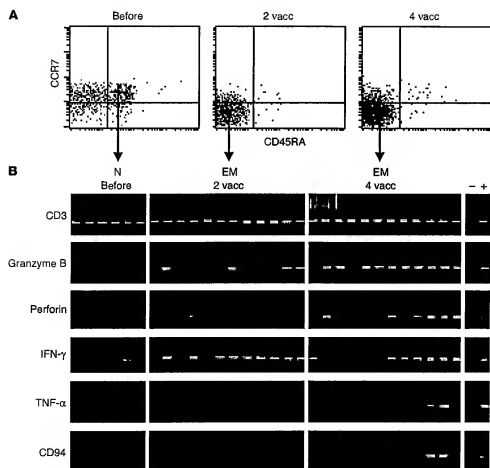 A
Before
2 vacc
4 vacc
CCR7
CD45RA
N
EM
EM
B
Before
2 vacc
4 vacc
− +
CD3
Granzyme B
Perforin
IFN-γ
TNF-α
CD94